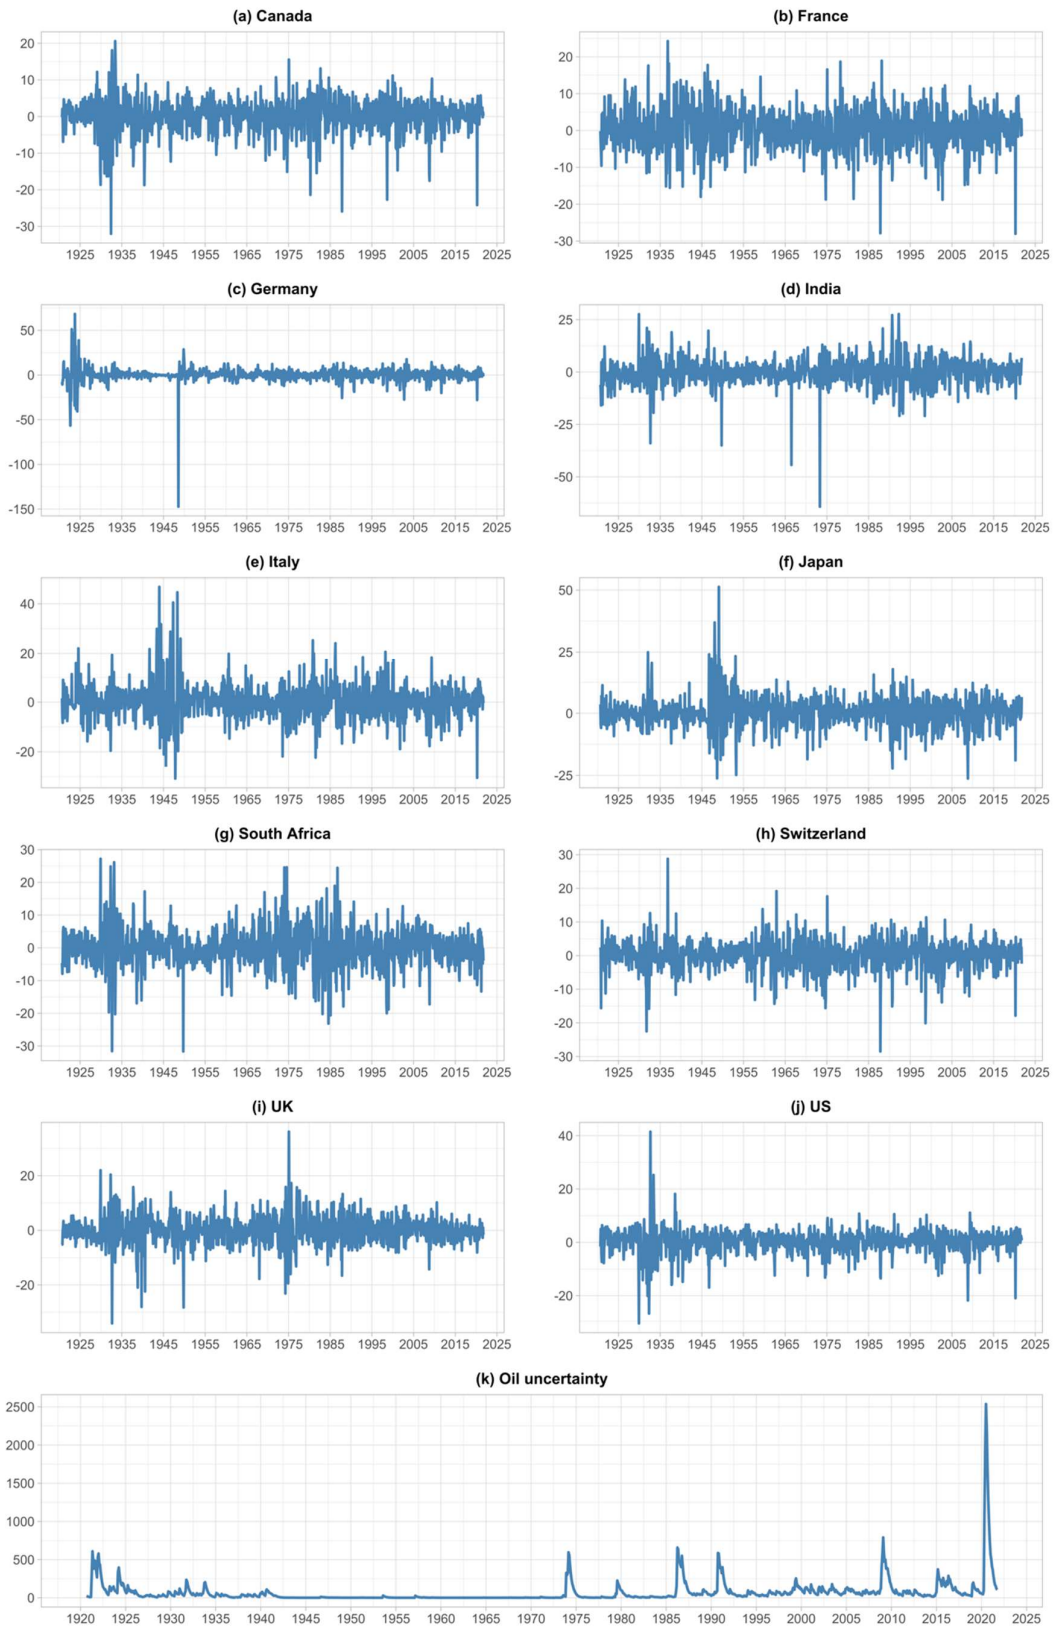 (a) Canada
20
10
0
-10
-20
-30
1925 1935 1945 1955 1965 1975 1985 1995 2005 2015 2025
(b) France
20
10
0
-10
-20
-30
1925 1935 1945 1955 1965 1975 1985 1995 2005 2015 2025
(c) Germany
50
0
-50
-100
-150
1925 1935 1945 1955 1965 1975 1985 1995 2005 2015 2025
(d) India
25
0
-25
-50
1925 1935 1945 1955 1965 1975 1985 1995 2005 2015 2025
(e) Italy
40
20
0
-20
1925 1935 1945 1955 1965 1975 1985 1995 2005 2015 2025
(f) Japan
50
25
0
-25
1925 1935 1945 1955 1965 1975 1985 1995 2005 2015 2025
(g) South Africa
30
20
10
0
-10
-20
-30
1925 1935 1945 1955 1965 1975 1985 1995 2005 2015 2025
(h) Switzerland
30
20
10
0
-10
-20
-30
1925 1935 1945 1955 1965 1975 1985 1995 2005 2015 2025
(i) UK
20
0
-20
1925 1935 1945 1955 1965 1975 1985 1995 2005 2015 2025
(j) US
40
20
0
-20
1925 1935 1945 1955 1965 1975 1985 1995 2005 2015 2025
(k) Oil uncertainty
2500
2000
1500
1000
500
0
1920 1925 1930 1935 1940 1945 1950 1955 1960 1965 1970 1975 1980 1985 1990 1995 2000 2005 2010 2015 2020 2025